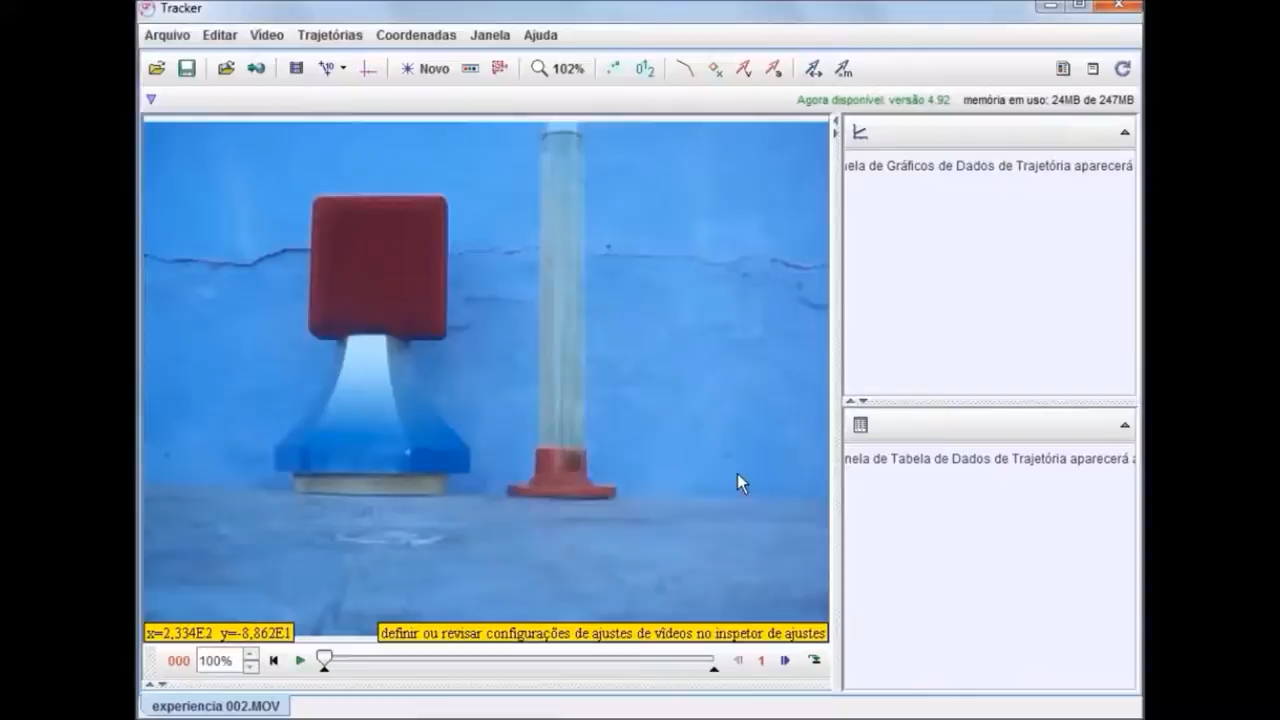 Tracker
Arquivo Editar Vídeo Trajetórias Coordenadas Janela Ajuda
Novo 102%
Agora disponível: versão 4.92 memória em uso: 24MB de 247MB
nela de Gráficos de Dados de Trajetória aparecerá
nela de Tabela de Dados de Trajetória aparecerá a
x=2,334E2 y=-8,862E1
definir ou revisar configurações de ajustes de vídeos no inspetor de ajustes
000 100% 1
experiencia 002.MOV